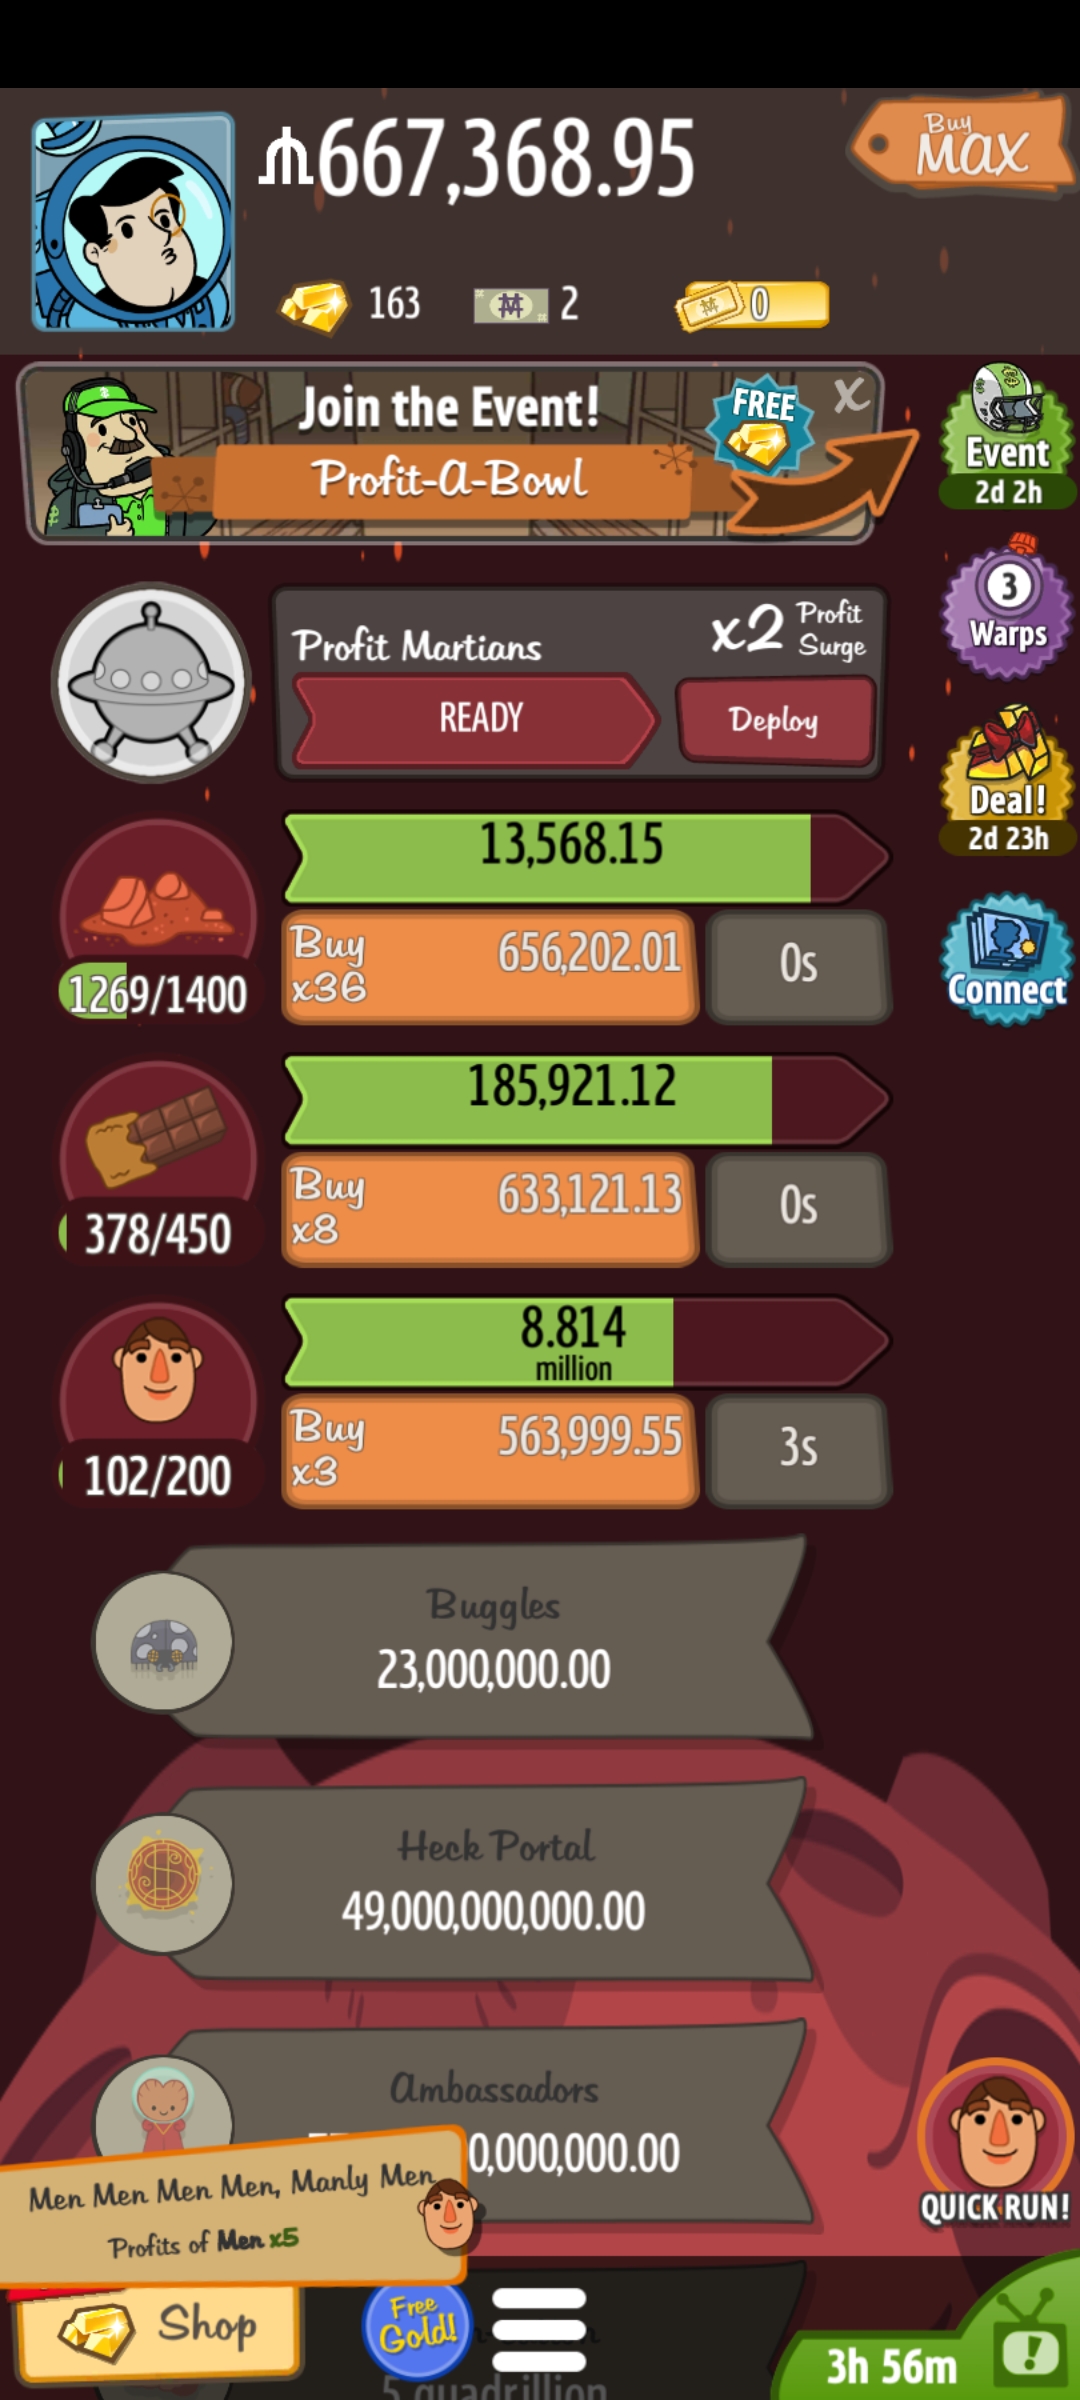 667,368.95
Buy
MAX
163
2
0
Join the Event!
FREE
X
Profit-A-Bowl
Event
2d 2h
3
Warps
Profit Martians
x2 Profit
Surge
READY
Deploy
Deal!
2d 23h
13,568.15
Buy
x36
656,202.01
0s
1269/1400
Connect
185,921.12
Buy
x8
633,121.13
0s
378/450
8.814
million
Buy
x3
563,999.55
3s
102/200
Buggles
23,000,000.00
Heck Portal
49,000,000,000.00
Ambassadors
0,000,000.00
Men Men Men Men, Manly Men
Profits of Men x5
QUICK RUN!
Shop
Free
Gold!
3h 56m
5 quadrillion